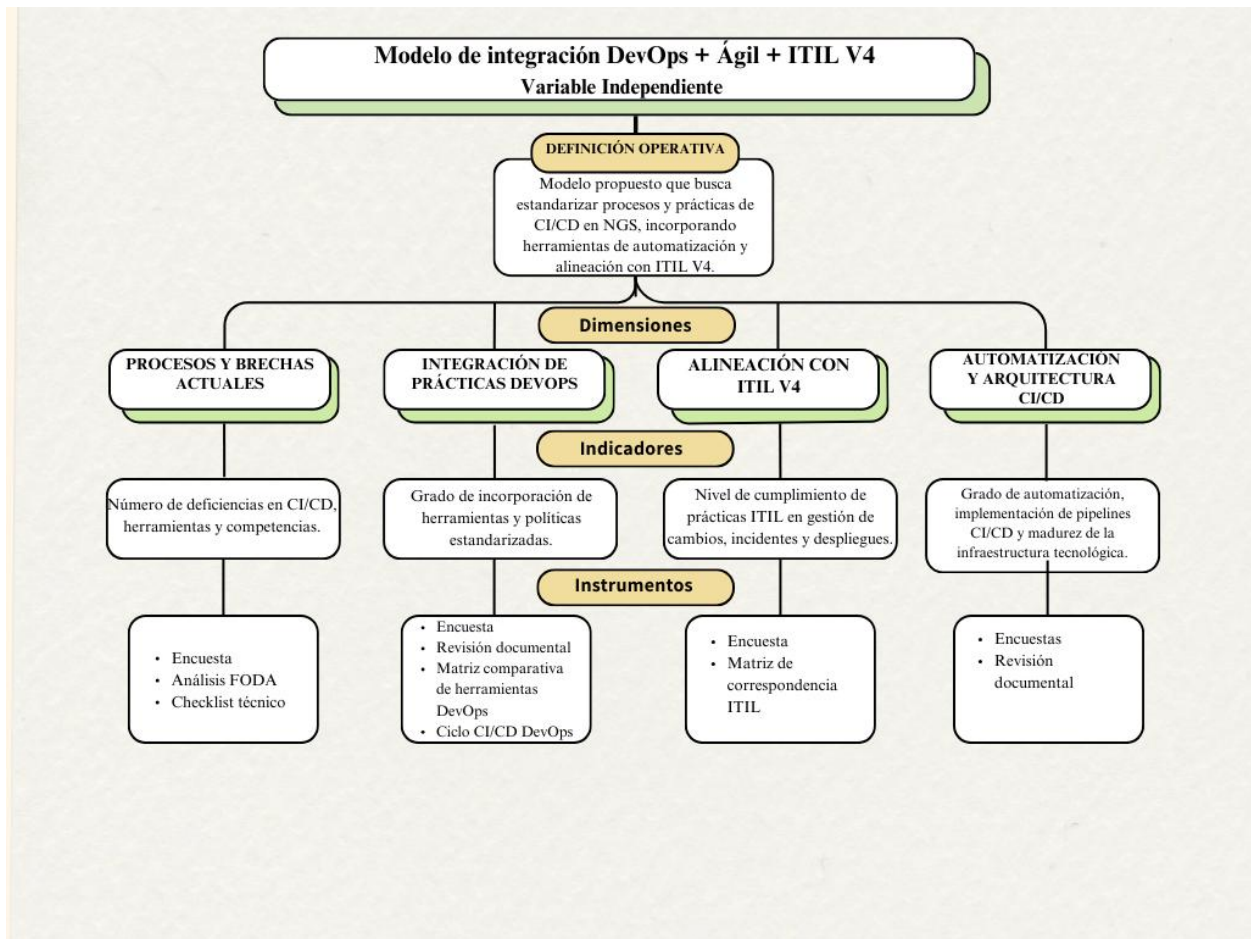 Modelo de integración DevOps + Ágil + ITIL V4
Variable Independiente
DEFINICIÓN OPERATIVA
Modelo propuesto que busca
estandarizar procesos y prácticas de
CI/CD en NGS, incorporando
herramientas de automatización y
alineación con ITIL V4.
Dimensiones
PROCESOS Y BRECHAS
ACTUALES
INTEGRACIÓN DE
PRÁCTICAS DEVOPS
ALINEACIÓN CON
ITIL V4
AUTOMATIZACIÓN
Y ARQUITECTURA
CI/CD
Indicadores
Número de deficiencias en CI/CD,
herramientas y competencias.
Grado de incorporación de
herramientas y políticas
estandarizadas.
Nivel de cumplimiento de
prácticas ITIL en gestión de
cambios, incidentes y despliegues.
Grado de automatización,
implementación de pipelines
CI/CD y madurez de la
infraestructura tecnológica.
Instrumentos
• Encuesta
• Análisis FODA
• Checklist técnico
• Encuesta
• Revisión documental
• Matriz comparativa
de herramientas
DevOps
• Ciclo CI/CD DevOps
• Encuesta
• Matriz de
correspondencia
ITIL
• Encuestas
• Revisión
documental